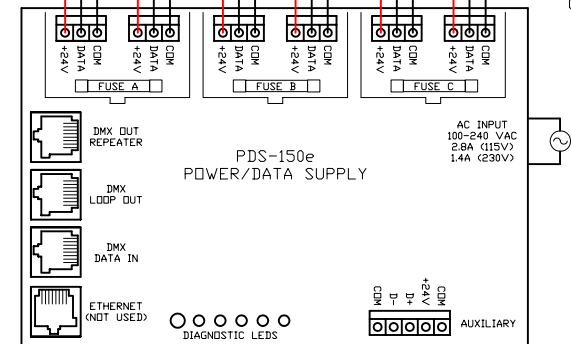 +24V DATA COM +24V DATA COM +24V DATA COM +24V DATA COM +24V DATA COM +24V DATA COM
FUSE A FUSE B FUSE C
DMX OUT
REPEATER
AC INPUT
100-240 VAC
2.8A (115V)
1.4A (230V)
PDS-150e
POWER/DATA SUPPLY
DMX
LOOP OUT
DMX
DATA IN
ETHERNET
(NOT USED)
DIAGNOSTIC LEDS
COM D- D+ +24V COM
AUXILIARY